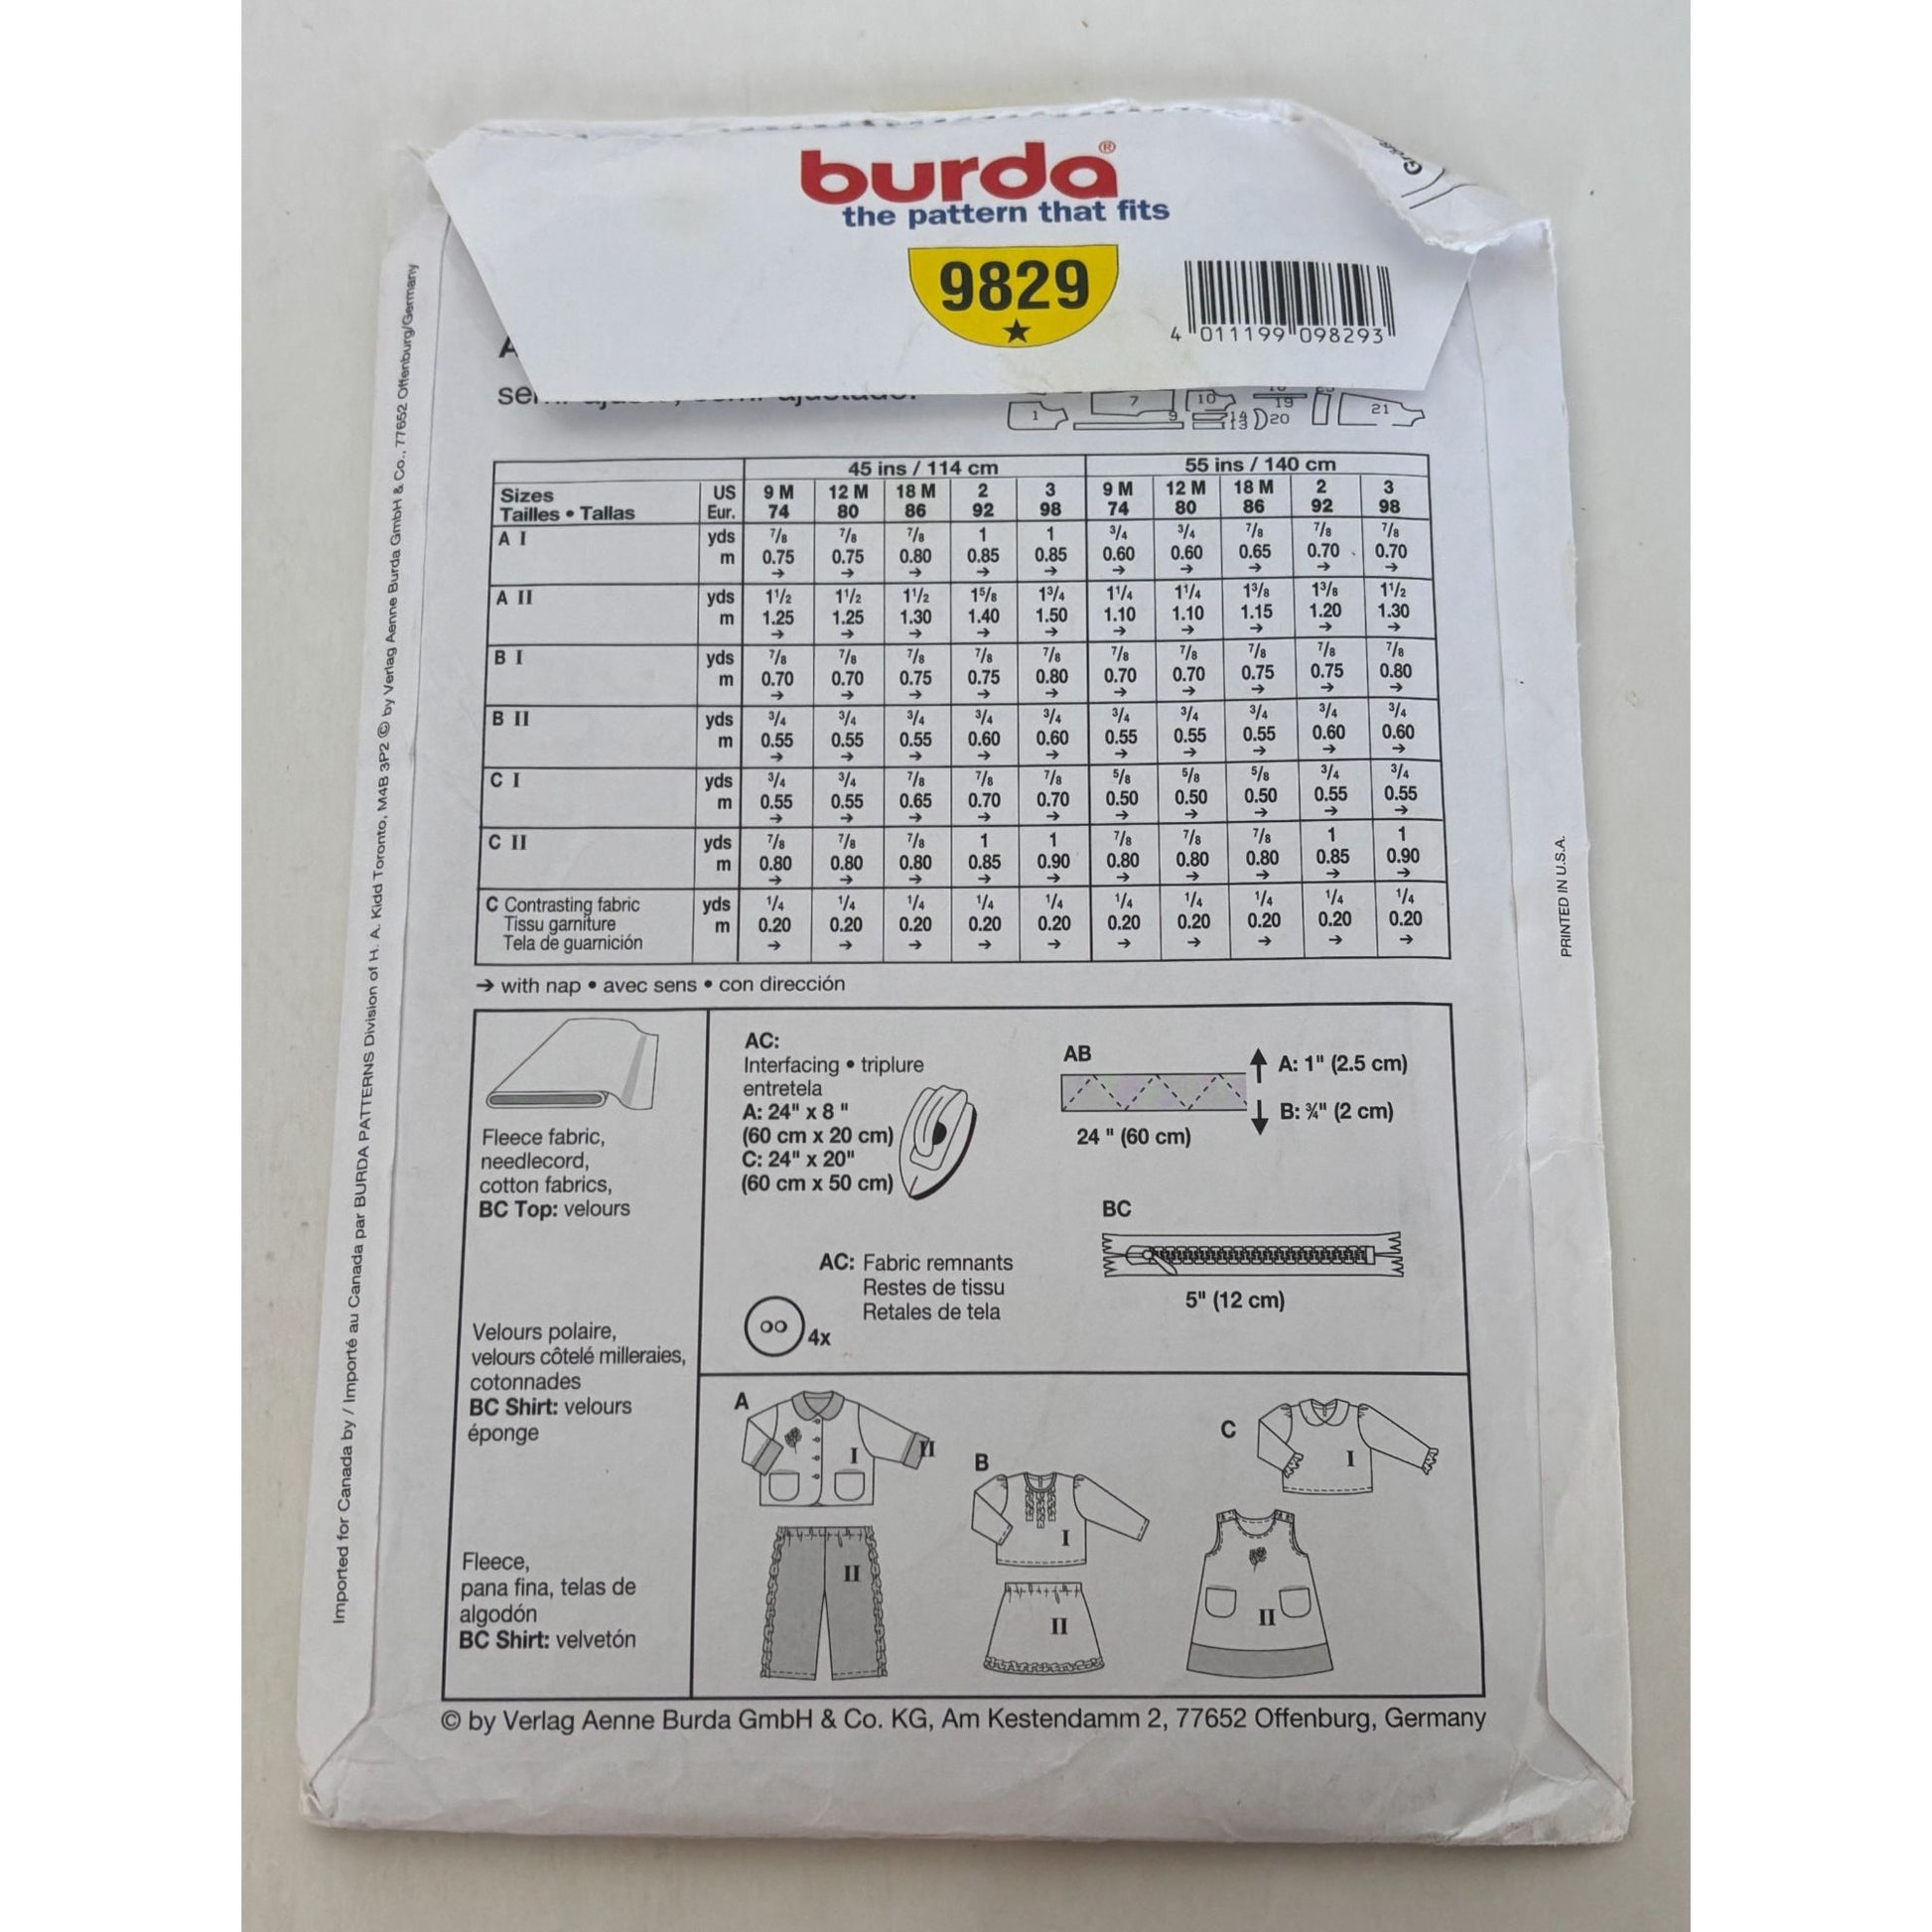 burda®
the pattern that fits
9829
4 011199 098293
A
1 7 9 10 14 13 19 D20 21
45 ins / 114 cm 55 ins / 140 cm
Sizes US 9 M 12 M 18 M 2 3 9 M 12 M 18 M 2 3
Tailles • Tallas Eur. 74 80 86 92 98 74 80 86 92 98
A I yds 7/8 7/8 7/8 1 1 3/4 3/4 7/8 7/8 7/8
m 0.75 0.75 0.80 0.85 0.85 0.60 0.60 0.65 0.70 0.70
→ → → → → → → → → →
A II yds 1 1/2 1 1/2 1 1/2 1 5/8 1 3/4 1 1/4 1 1/4 1 3/8 1 3/8 1 1/2
m 1.25 1.25 1.30 1.40 1.50 1.10 1.10 1.15 1.20 1.30
→ → → → → → → → → →
B I yds 7/8 7/8 7/8 7/8 7/8 7/8 7/8 7/8 7/8 7/8
m 0.70 0.70 0.75 0.75 0.80 0.70 0.70 0.75 0.75 0.80
→ → → → → → → → → →
B II yds 3/4 3/4 3/4 3/4 3/4 3/4 3/4 3/4 3/4 3/4
m 0.55 0.55 0.55 0.60 0.60 0.55 0.55 0.55 0.60 0.60
→ → → → → → → → → →
C I yds 3/4 3/4 7/8 7/8 7/8 5/8 5/8 5/8 3/4 3/4
m 0.55 0.55 0.65 0.70 0.70 0.50 0.50 0.50 0.55 0.55
→ → → → → → → → → →
C II yds 7/8 7/8 7/8 1 1 7/8 7/8 7/8 1 1
m 0.80 0.80 0.80 0.85 0.90 0.80 0.80 0.80 0.85 0.90
→ → → → → → → → → →
C Contrasting fabric yds 1/4 1/4 1/4 1/4 1/4 1/4 1/4 1/4 1/4 1/4
Tissu garniture m 0.20 0.20 0.20 0.20 0.20 0.20 0.20 0.20 0.20 0.20
Tela de guarnición → → → → → → → → → →
→ with nap • avec sens • con dirección
Fleece fabric,
needlecord,
cotton fabrics,
BC Top: velours
Velours polaire,
velours côtelé milleraies,
cotonnades
BC Shirt: velours
éponge
Fleece,
pana fina, telas de
algodón
BC Shirt: velvetón
AC:
Interfacing • triplure
entretela
A: 24" x 8 "
(60 cm x 20 cm)
C: 24" x 20"
(60 cm x 50 cm)
AB
A: 1" (2.5 cm)
B: ¾" (2 cm)
24 " (60 cm)
BC
5" (12 cm)
AC: Fabric remnants
Restes de tissu
Retales de tela
4x
A
I
II
II
B
I
II
C
I
II
© by Verlag Aenne Burda GmbH & Co. KG, Am Kestendamm 2, 77652 Offenburg, Germany
Imported for Canada by / Importé au Canada par BURDA PATTERNS Division of H. A. Kidd Toronto, M4B 3P2 © by Verlag Aenne Burda GmbH & Co., 77652 Offenburg/Germany
PRINTED IN U.S.A.